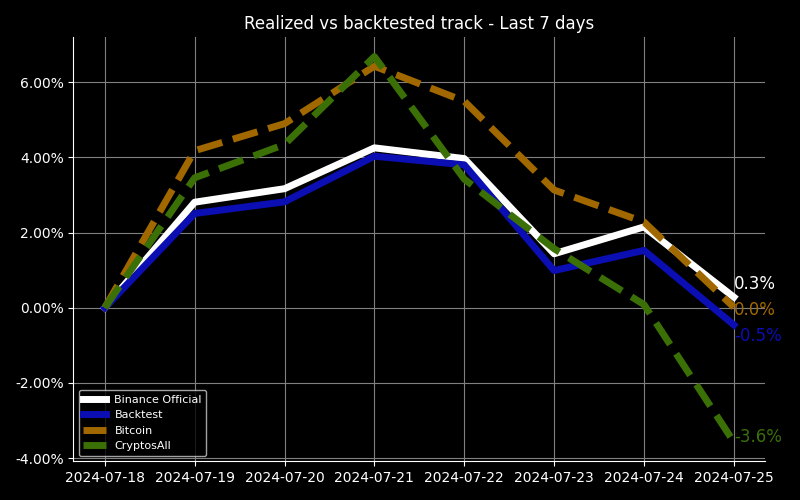 Realized vs backtested track - Last 7 days
6.00%
4.00%
2.00%
0.00%
-2.00%
-4.00%
0.3%
0.0%
-0.5%
-3.6%
Binance Official
Backtest
Bitcoin
CryptosAll
2024-07-18 2024-07-19 2024-07-20 2024-07-21 2024-07-22 2024-07-23 2024-07-24 2024-07-25